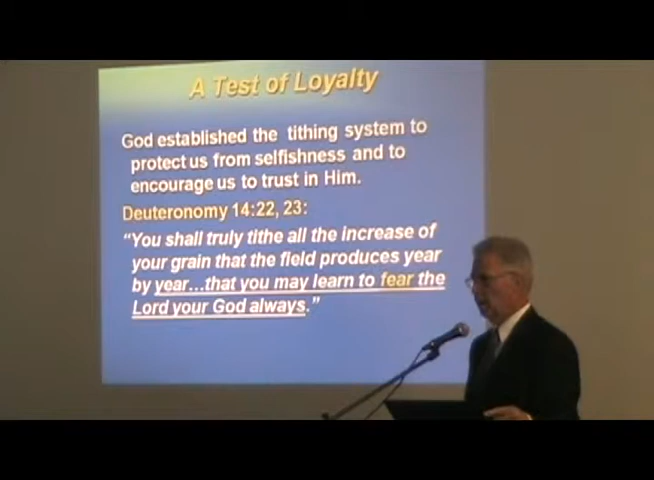 A Test of Loyalty
God established the tithing system to
protect us from selfishness and to
encourage us to trust in Him.
Deuteronomy 14:22, 23:
“You shall truly tithe all the increase of
your grain that the field produces year
by year...that you may learn to fear the
Lord your God always.”